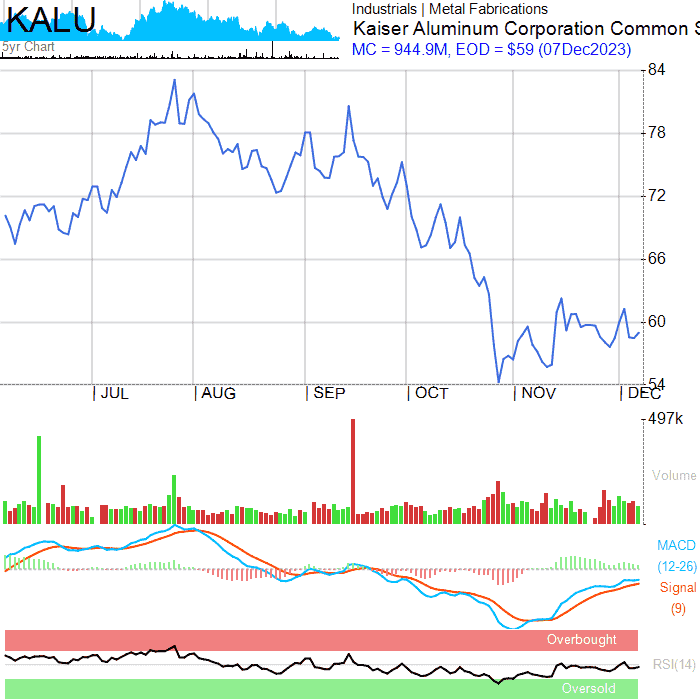 KALU
5yr Chart
Industrials | Metal Fabrications
Kaiser Aluminum Corporation Common S
MC = 944.9M, EOD = $59 (07Dec2023)
84
78
72
66
60
54
| JUL | AUG | SEP | OCT | NOV | DEC
497k
Volume
MACD
(12-26)
Signal
(9)
Overbought
RSI(14)
Oversold